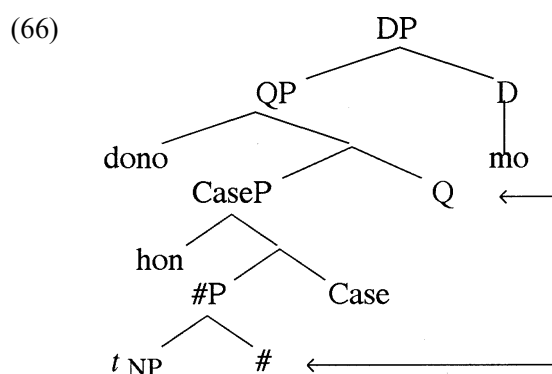 (66) DP
QP D
dono mo
CaseP Q
hon
#P Case
t NP #